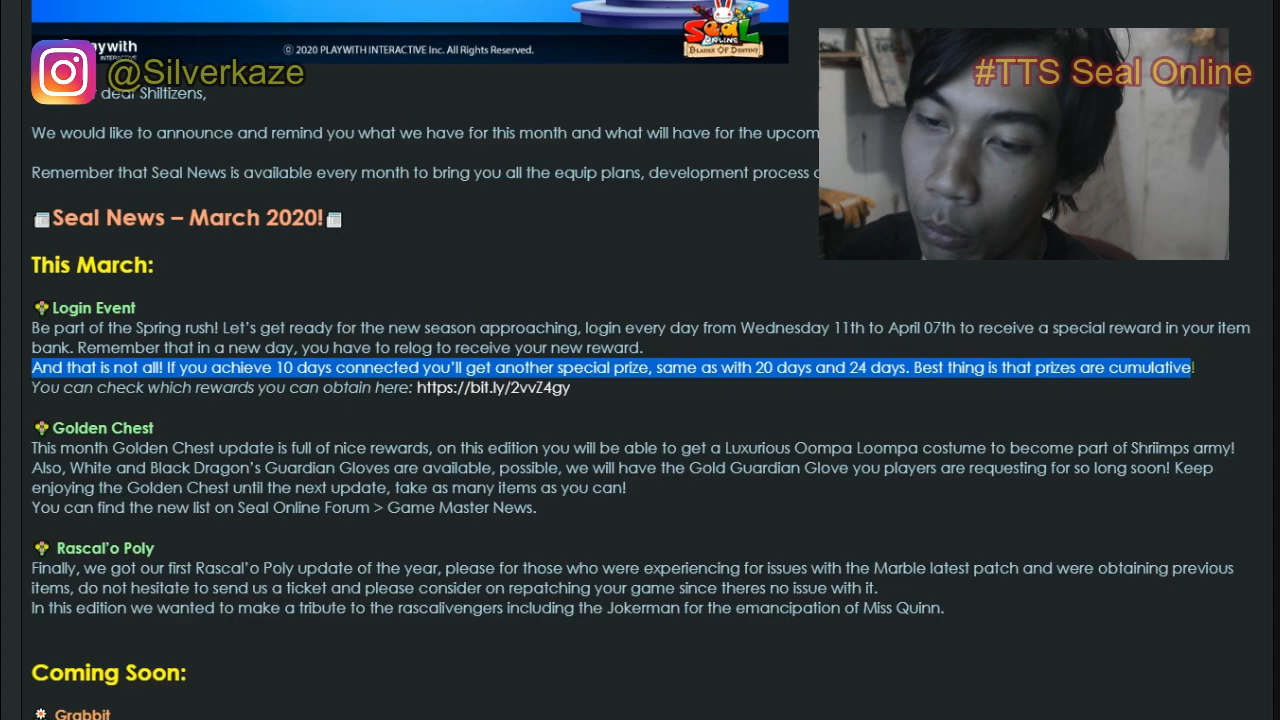 SEAL
ONLINE
BLADES OF DESTINY
ywith
© 2020 PLAYWITH INTERACTIVE Inc. All Rights Reserved.
@Silverkaze
#TTS Seal Online
dear Shiltizens,
We would like to announce and remind you what we have for this month and what will have for the upcom
Remember that Seal News is available every month to bring you all the equip plans, development process
Seal News – March 2020!
This March:
Login Event
Be part of the Spring rush! Let's get ready for the new season approaching, login every day from Wednesday 11th to April 07th to receive a special reward in your item
bank. Remember that in a new day, you have to relog to receive your new reward.
And that is not all! If you achieve 10 days connected you'll get another special prize, same as with 20 days and 24 days. Best thing is that prizes are cumulative!
You can check which rewards you can obtain here: https://bit.ly/2vvZ4gy
Golden Chest
This month Golden Chest update is full of nice rewards, on this edition you will be able to get a Luxurious Oompa Loompa costume to become part of Shriimps army!
Also, White and Black Dragon's Guardian Gloves are available, possible, we will have the Gold Guardian Glove you players are requesting for so long soon! Keep
enjoying the Golden Chest until the next update, take as many items as you can!
You can find the new list on Seal Online Forum > Game Master News.
Rascal'o Poly
Finally, we got our first Rascal'o Poly update of the year, please for those who were experiencing for issues with the Marble latest patch and were obtaining previous
items, do not hesitate to send us a ticket and please consider on repatching your game since theres no issue with it.
In this edition we wanted to make a tribute to the rascalivengers including the Jokerman for the emancipation of Miss Quinn.
Coming Soon:
Grabbit